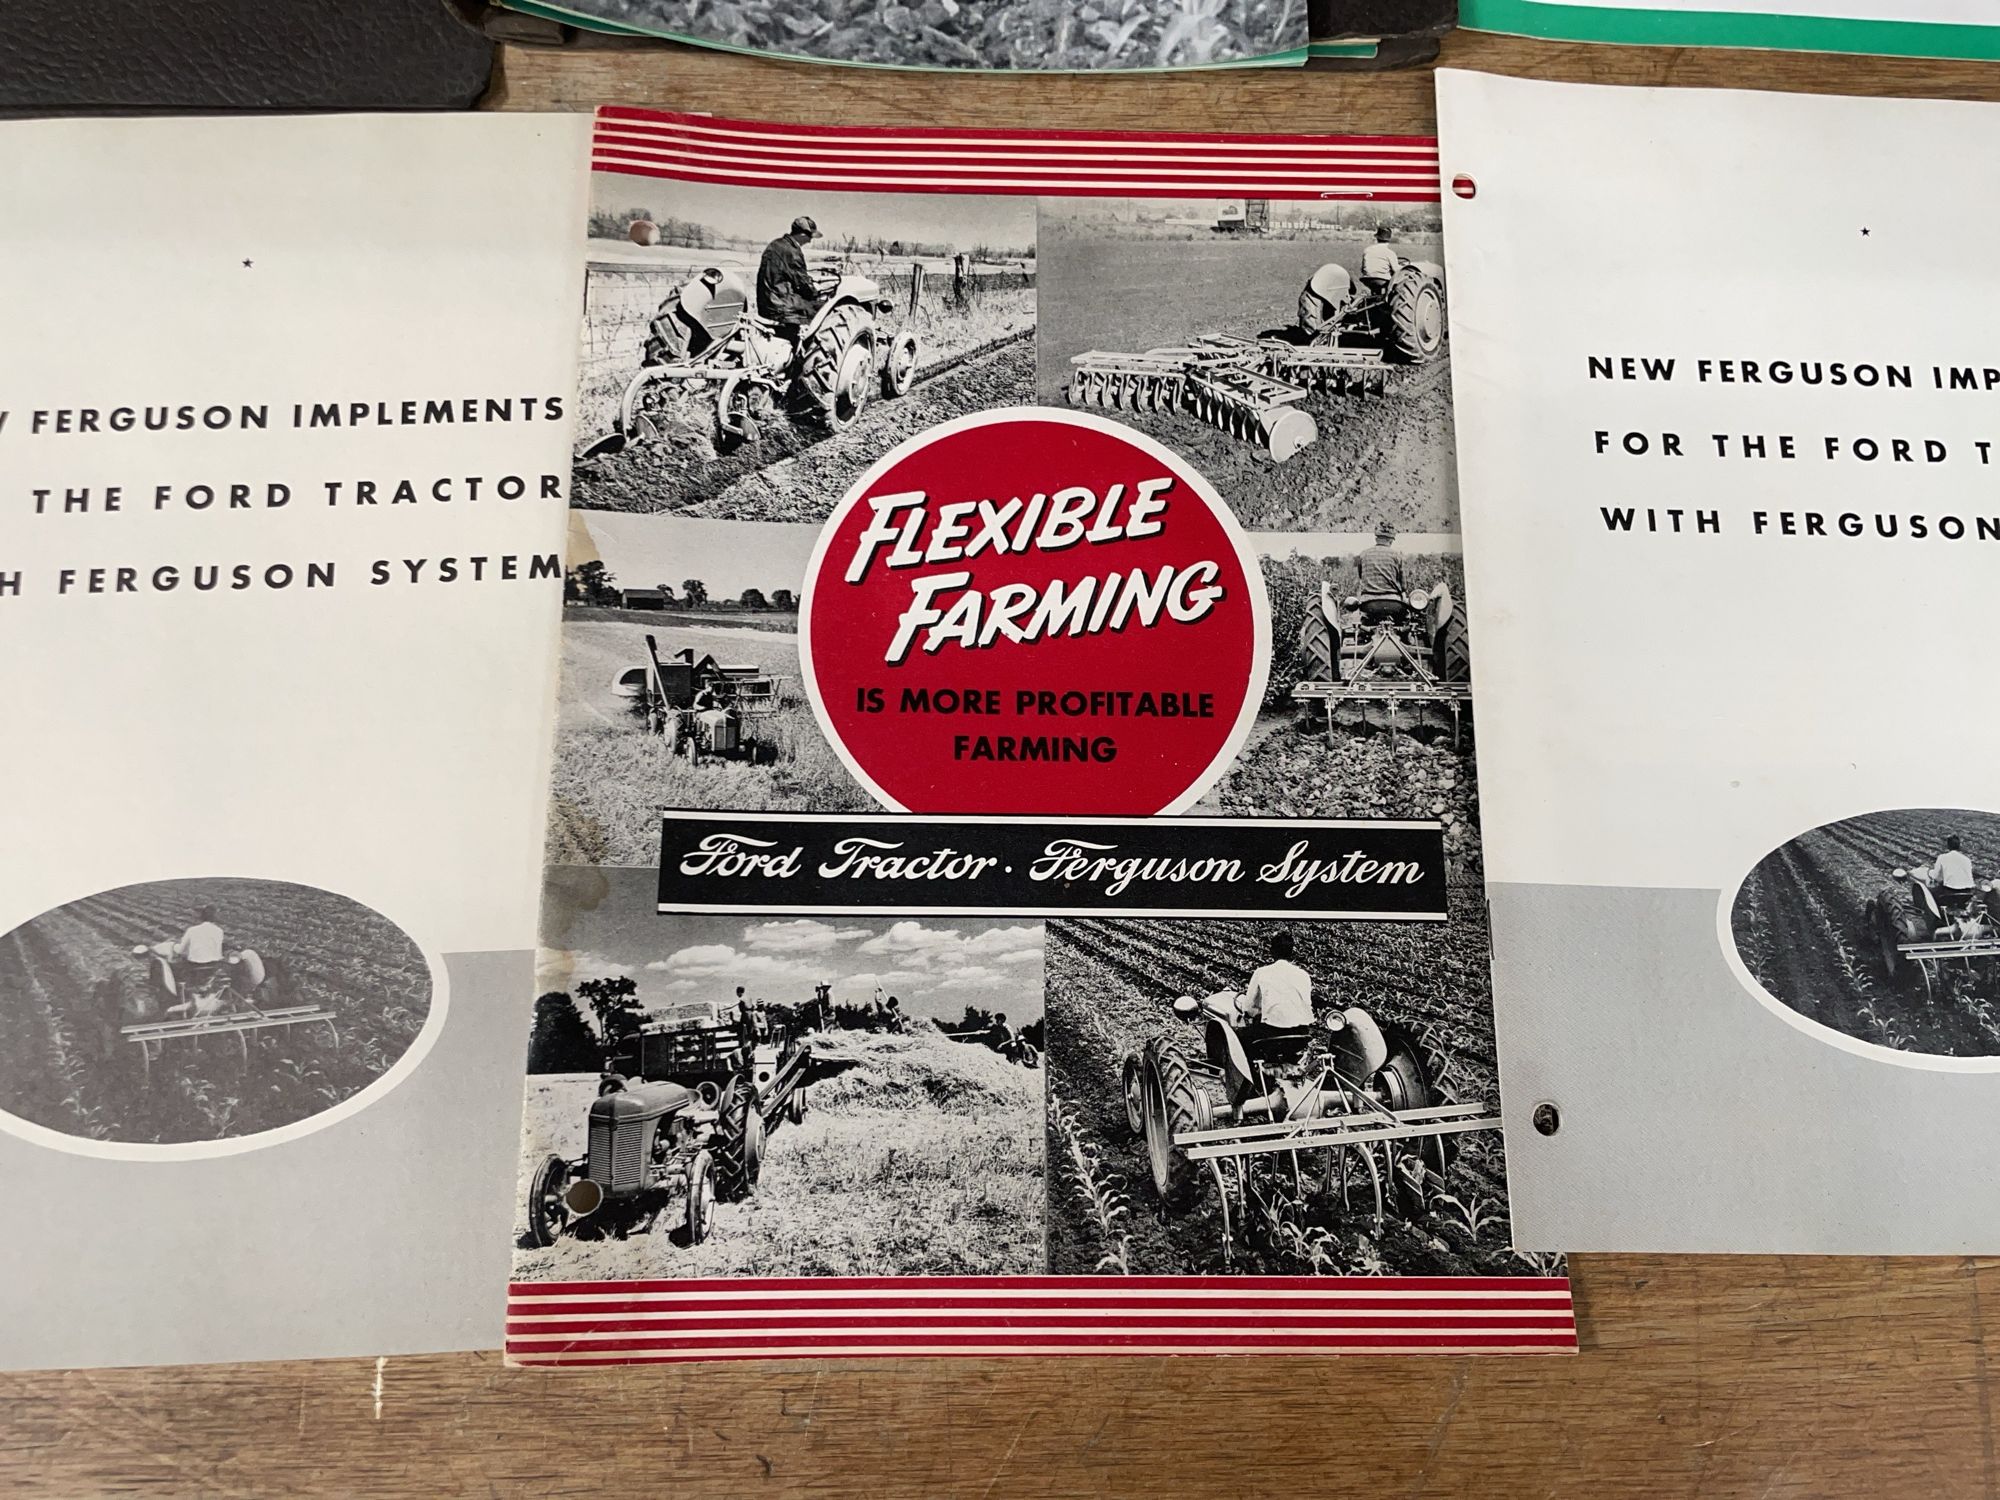 FERGUSON IMPLEMENTS
THE FORD TRACTOR
FERGUSON SYSTEM
FLEXIBLE
FARMING
IS MORE PROFITABLE
FARMING
Ford Tractor · Ferguson System
NEW FERGUSON IMP
FOR THE FORD T
WITH FERGUSON